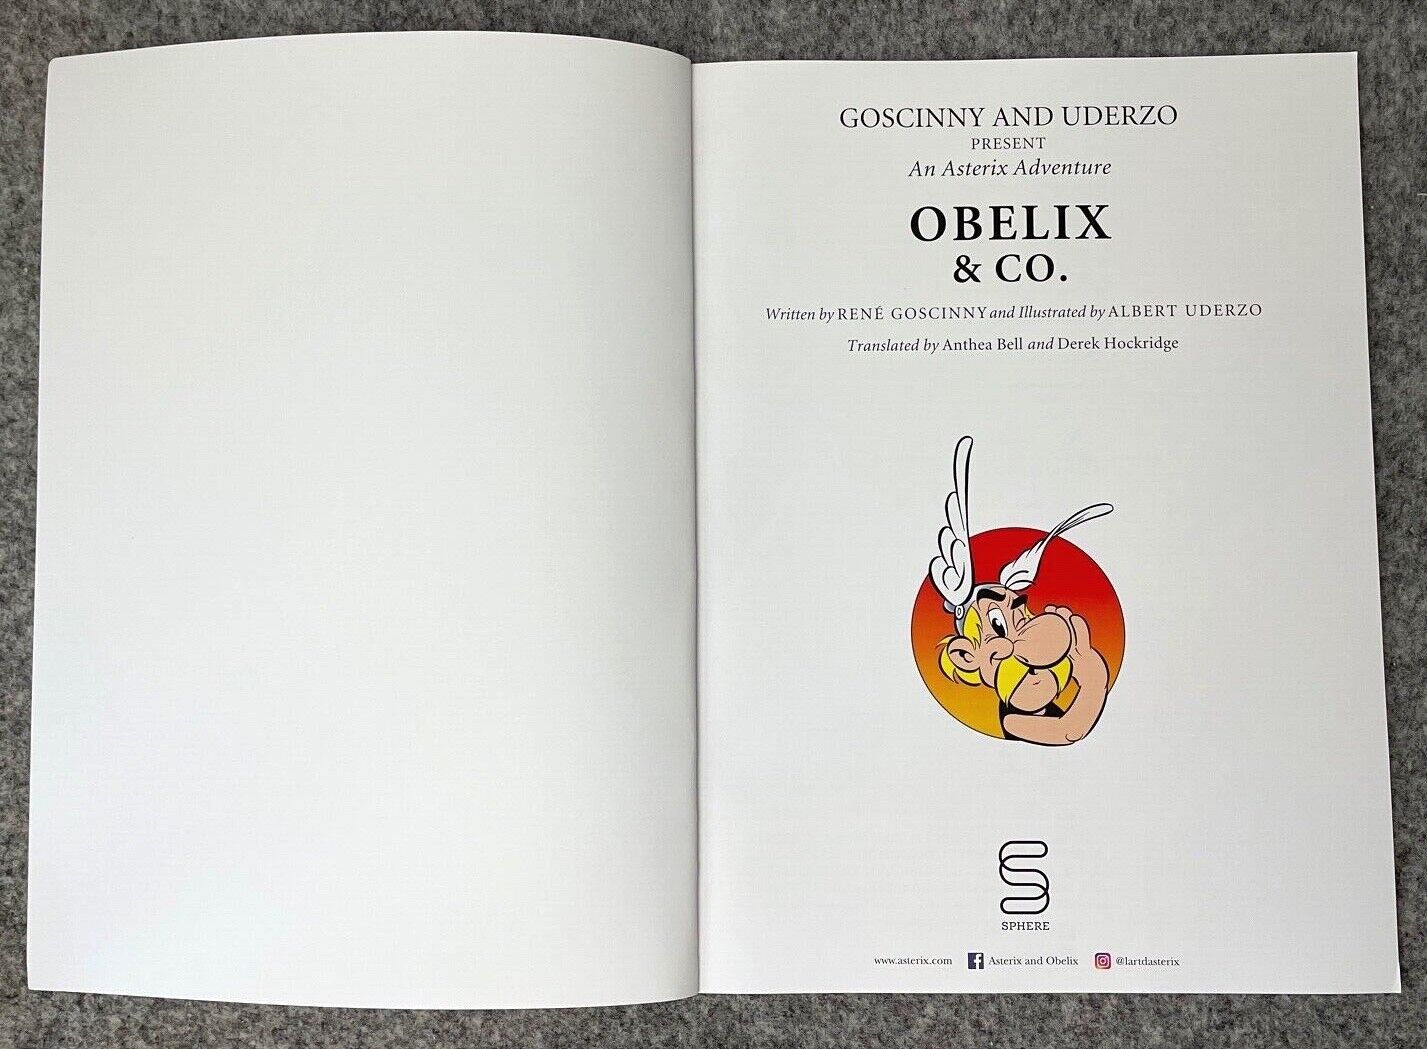 GOSCINNY AND UDERZO
PRESENT
An Asterix Adventure
OBELIX
& CO.
Written by RENÉ GOSCINNY and Illustrated by ALBERT UDERZO
Translated by Anthea Bell and Derek Hockridge
SPHERE
www.asterix.com Asterix and Obelix @lartdasterix